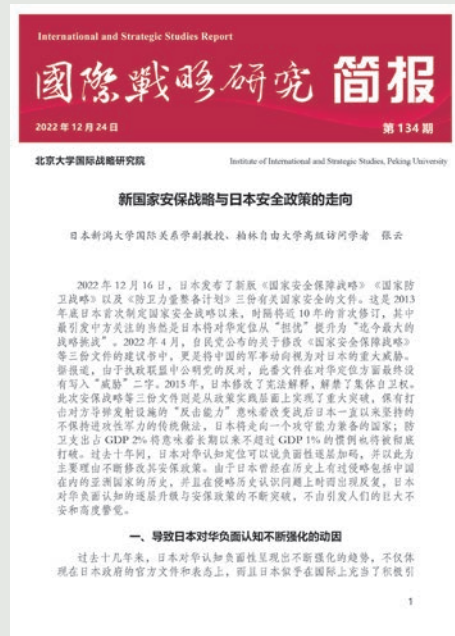 International and Strategic Studies Report
國際戰略研究 简报
2022 年 12 月 24 日
第 134 期
北京大学国际战略研究院
Institute of International and Strategic Studies, Peking University
新国家安保战略与日本安全政策的走向
日本新潟大学国际关系学副教授、柏林自由大学高级访问学者 张云
2022 年 12 月 16 日，日本发布了新版《国家安全保障战略》《国家防
卫战略》以及《防卫力量整备计划》三份有关国家安全的文件。这是 2013
年底日本首次制定国家安全战略以来，时隔将近 10 年的首次修订，其中
最引发中方关注的当然是日本将对华定位从“担忧”提升为“迄今最大的
战略挑战”。2022 年 4 月，自民党公布的关于修改《国家安全保障战略》
等三份文件的建议书中，更是将中国的军事动向视为对日本的重大威胁。
据报道，由于执政联盟中公明党的反对，此番文件在对华定位方面最终没
有写入“威胁”二字。2015 年，日本修改了宪法解释，解禁了集体自卫权。
此次安保战略等三份文件则是从政策实践层面上实现了重大突破，保有打
击对方导弹发射设施的“反击能力”意味着改变战后日本一直以来坚持的
不保持进攻性军力的传统做法，日本将走向一个攻守能力兼备的国家；防
卫支出占 GDP 2%将意味着长期以来不超过 GDP 1%的惯例也将被彻底
打破。过去十年间，日本对华认知定位可以说负面性逐层加码，并以此为
主要理由不断修改其安保政策。由于日本曾经在历史上有过侵略包括中国
在内的亚洲国家的历史，并且在侵略历史认识问题上时而出现反复，日本
对华负面认知的逐层升级与安保政策的不断突破，不由引发人们的巨大不
安和高度警觉。
一、导致日本对华负面认知不断强化的动因
过去十几年来，日本对华认知负面性呈现出不断强化的趋势，不仅体
现在日本政府的官方文件和表态上，而且日本似乎在国际上充当了积极引
1